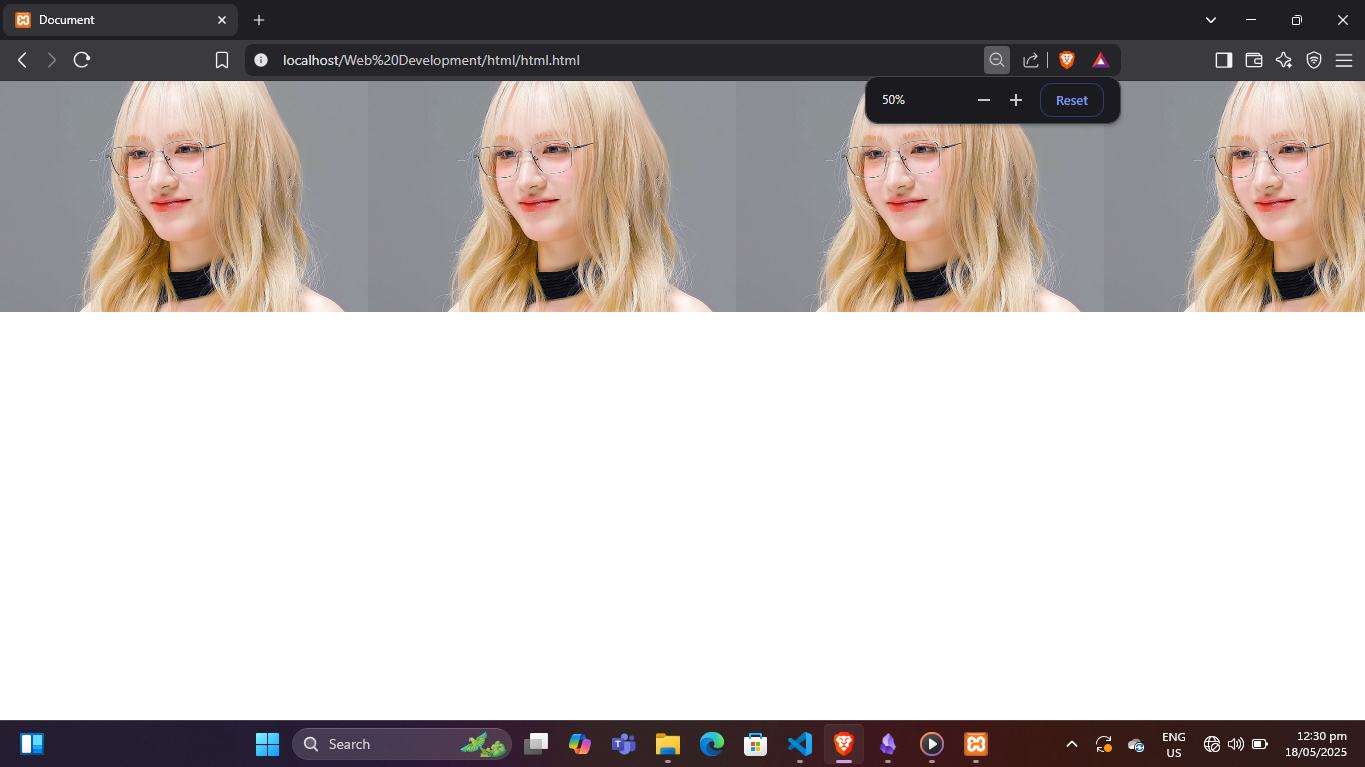 Document
localhost/Web%20Development/html/html.html
50%
Reset
Search
ENG
US
12:30 pm
18/05/2025